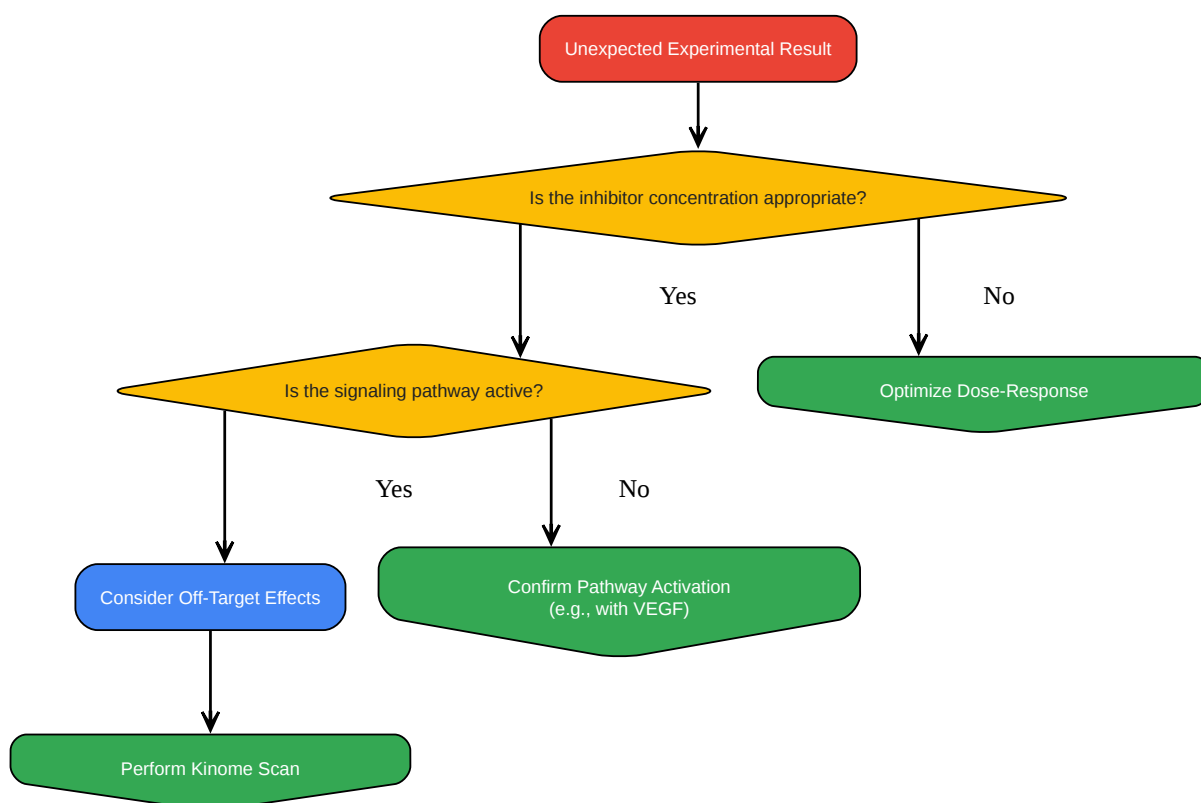 Unexpected Experimental Result
Is the inhibitor concentration appropriate?
Yes
No
Is the signaling pathway active?
Optimize Dose-Response
Yes
No
Consider Off-Target Effects
Confirm Pathway Activation
(e.g., with VEGF)
Perform Kinome Scan